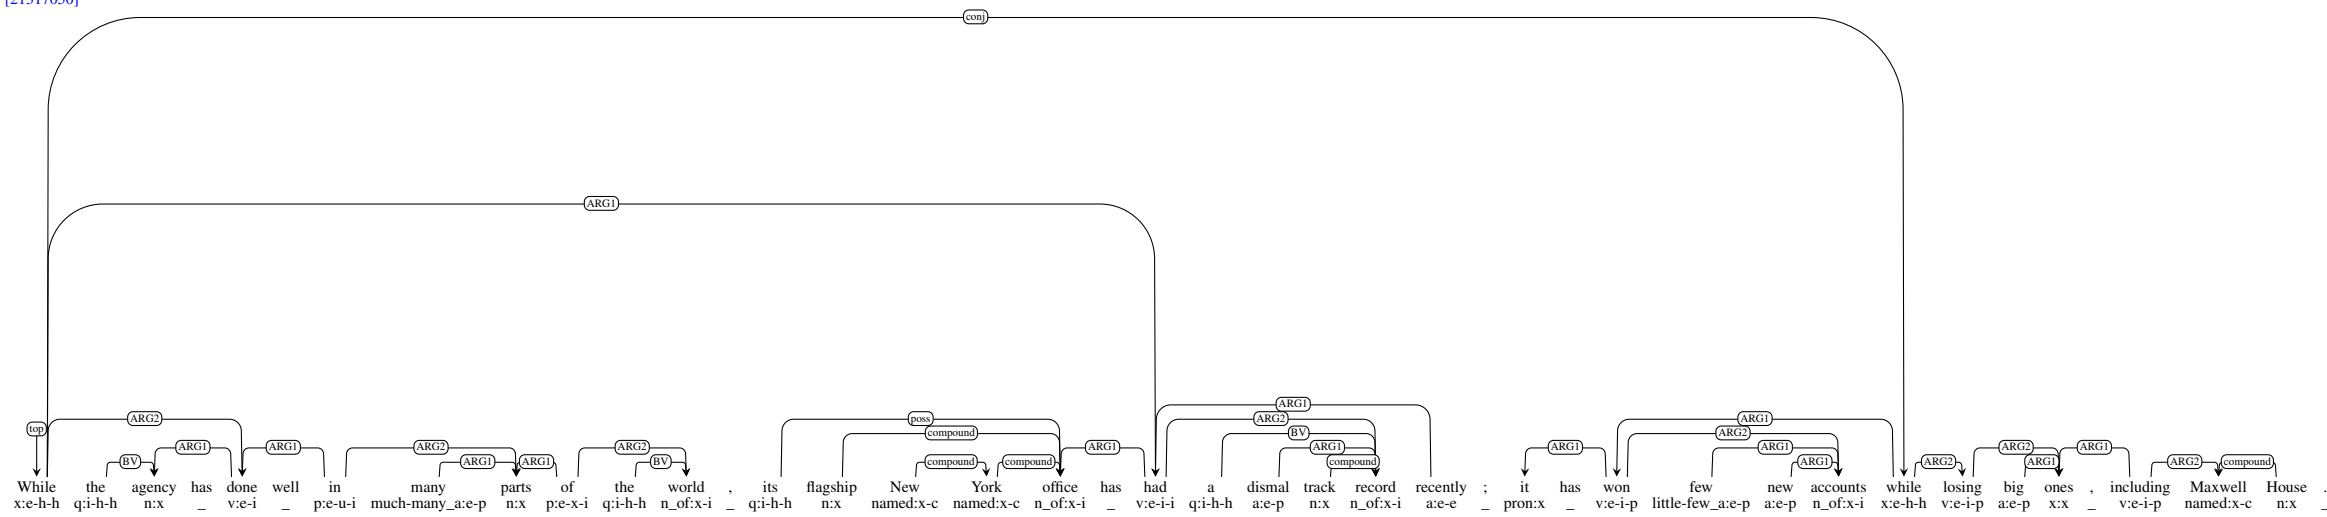 [21517050]
conj
ARG1
ARG1
ARG2 poss ARG2 ARG1
top compound BV ARG2
ARG1 ARG1 ARG2 ARG2 ARG1 ARG1 ARG1 ARG1 ARG2 ARG1
BV ARG1 ARG1 BV compound compound compound ARG1 ARG2 ARG1 ARG2 compound
While the agency has done well in many parts of the world , its flagship New York office has had a dismal track record recently ; it has won few new accounts while losing big ones , including Maxwell House .
x:e-h-h q:i-h-h n:x _ v:e-i _ p:e-u-i much-many_a:e-p n:x p:e-x-i q:i-h-h n_of:x-i _ q:i-h-h n:x named:x-c named:x-c n_of:x-i _ v:e-i-i q:i-h-h a:e-p n:x n_of:x-i a:e-e _ pron:x _ v:e-i-p little-few_a:e-p a:e-p n_of:x-i x:e-h-h v:e-i-p a:e-p x:x _ v:e-i-p named:x-c n:x _